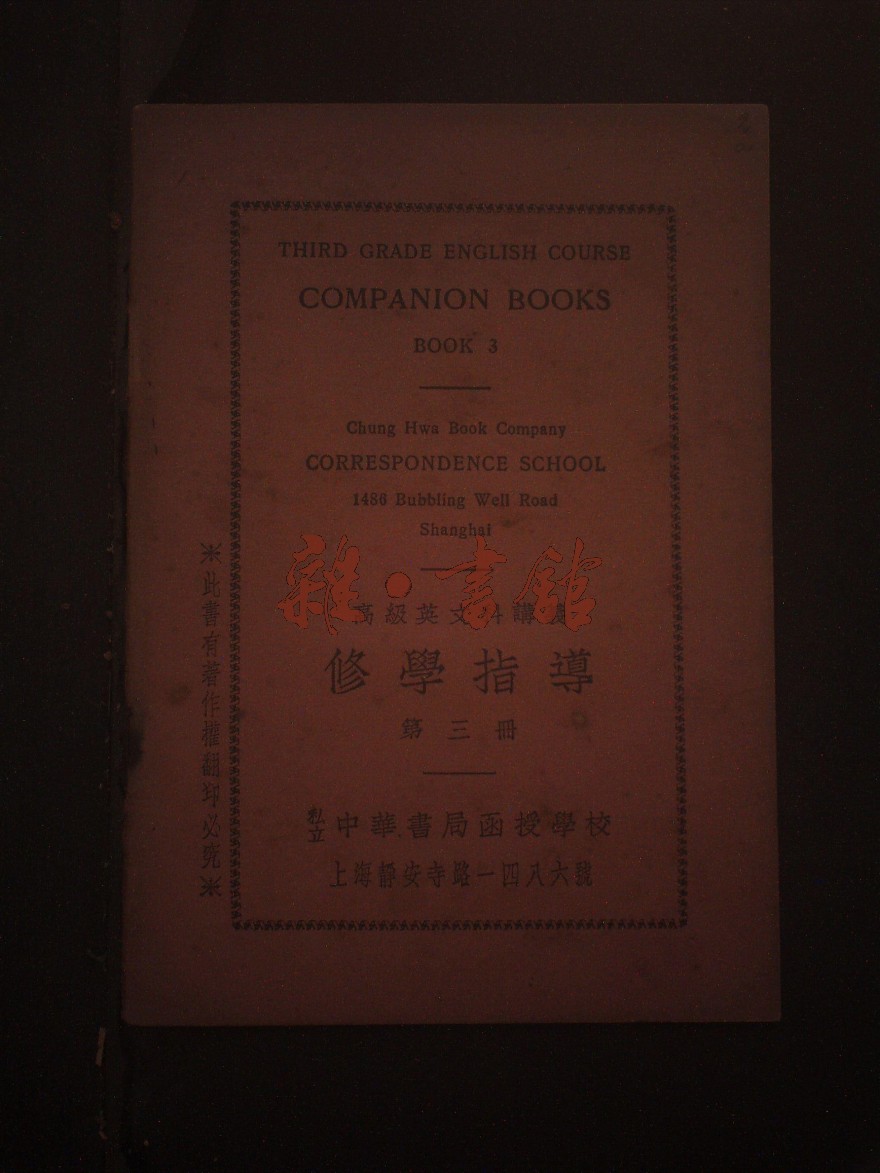 THIRD GRADE ENGLISH COURSE
COMPANION BOOKS
BOOK 3
Chung Hwa Book Company
CORRESPONDENCE SCHOOL
1486 Bubbling Well Road
Shanghai
雜·書館
高級英文科講
修學指導
第三冊
私立中華書局函授學校
上海靜安寺路一四八六號
※此書有著作權翻印必究※